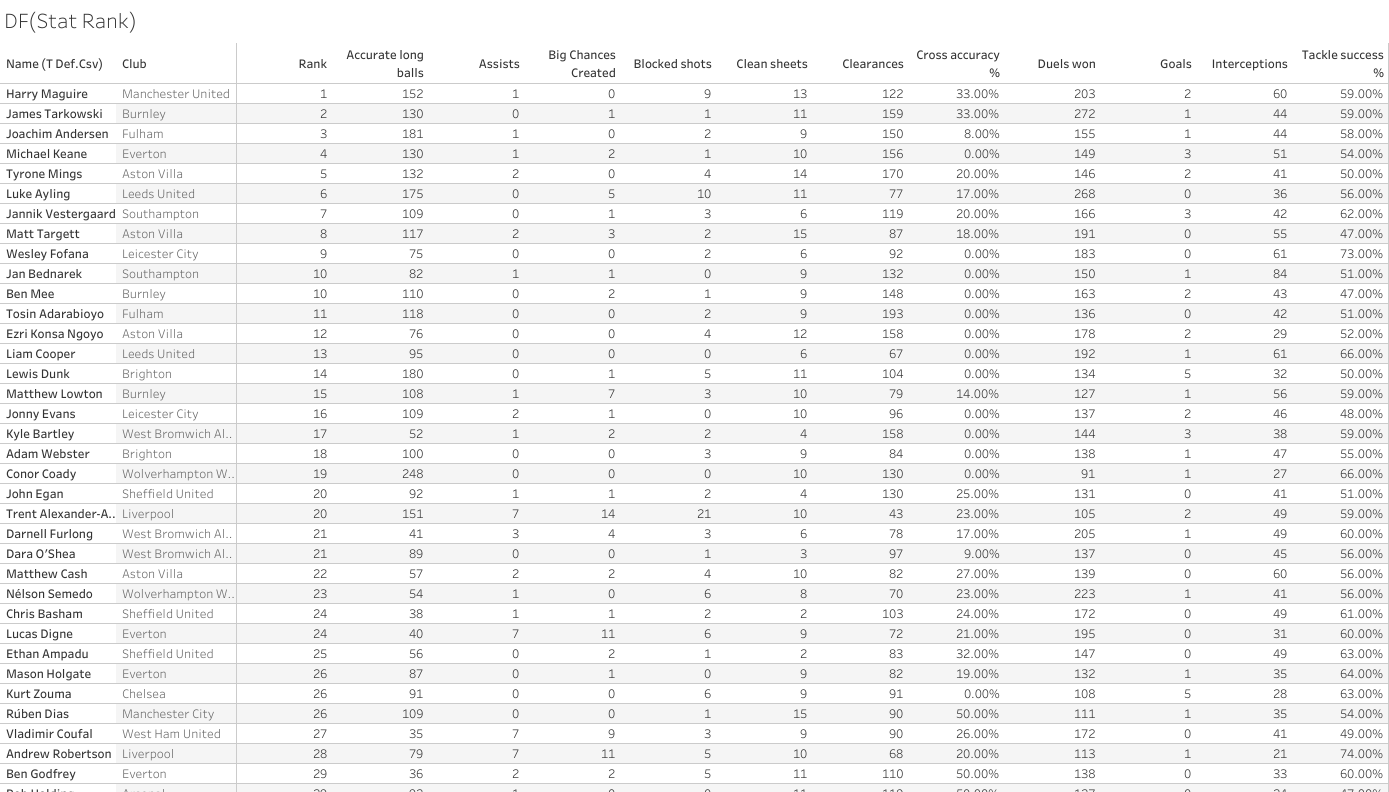 DF(Stat Rank)
Name (T Def.Csv) Club Rank Accurate long balls Assists Big Chances Created Blocked shots Clean sheets Clearances Cross accuracy % Duels won Goals Interceptions Tackle success %
Harry Maguire Manchester United 1 152 1 0 9 13 122 33.00% 203 2 60 59.00%
James Tarkowski Burnley 2 130 0 1 1 11 159 33.00% 272 1 44 59.00%
Joachim Andersen Fulham 3 181 1 0 2 9 150 8.00% 155 1 44 58.00%
Michael Keane Everton 4 130 1 2 1 10 156 0.00% 149 3 51 54.00%
Tyrone Mings Aston Villa 5 132 2 0 4 14 170 20.00% 146 2 41 50.00%
Luke Ayling Leeds United 6 175 0 5 10 11 77 17.00% 268 0 36 56.00%
Jannik Vestergaard Southampton 7 109 0 1 3 6 119 20.00% 166 3 42 62.00%
Matt Targett Aston Villa 8 117 2 3 2 15 87 18.00% 191 0 55 47.00%
Wesley Fofana Leicester City 9 75 0 0 2 6 92 0.00% 183 0 61 73.00%
Jan Bednarek Southampton 10 82 1 1 0 9 132 0.00% 150 1 84 51.00%
Ben Mee Burnley 10 110 0 2 1 9 148 0.00% 163 2 43 47.00%
Tosin Adarabioyo Fulham 11 118 0 0 2 9 193 0.00% 136 0 42 51.00%
Ezri Konsa Ngoyo Aston Villa 12 76 0 0 4 12 158 0.00% 178 2 29 52.00%
Liam Cooper Leeds United 13 95 0 0 0 6 67 0.00% 192 1 61 66.00%
Lewis Dunk Brighton 14 180 0 1 5 11 104 0.00% 134 5 32 50.00%
Matthew Lowton Burnley 15 108 1 7 3 10 79 14.00% 127 1 56 59.00%
Jonny Evans Leicester City 16 109 2 1 0 10 96 0.00% 137 2 46 48.00%
Kyle Bartley West Bromwich Al.. 17 52 1 2 2 4 158 0.00% 144 3 38 59.00%
Adam Webster Brighton 18 100 0 0 3 9 84 0.00% 138 1 47 55.00%
Conor Coady Wolverhampton W.. 19 248 0 0 0 10 130 0.00% 91 1 27 66.00%
John Egan Sheffield United 20 92 1 1 2 4 130 25.00% 131 0 41 51.00%
Trent Alexander-A.. Liverpool 20 151 7 14 21 10 43 23.00% 105 2 49 59.00%
Darnell Furlong West Bromwich Al.. 21 41 3 4 3 6 78 17.00% 205 1 49 60.00%
Dara O'Shea West Bromwich Al.. 21 89 0 0 1 3 97 9.00% 137 0 45 56.00%
Matthew Cash Aston Villa 22 57 2 2 4 10 82 27.00% 139 0 60 56.00%
Nélson Semedo Wolverhampton W.. 23 54 1 0 6 8 70 23.00% 223 1 41 56.00%
Chris Basham Sheffield United 24 38 1 1 2 2 103 24.00% 172 0 49 61.00%
Lucas Digne Everton 24 40 7 11 6 9 72 21.00% 195 0 31 60.00%
Ethan Ampadu Sheffield United 25 56 0 2 1 2 83 32.00% 147 0 49 63.00%
Mason Holgate Everton 26 87 0 1 0 9 82 19.00% 132 1 35 64.00%
Kurt Zouma Chelsea 26 91 0 0 6 9 91 0.00% 108 5 28 63.00%
Rúben Dias Manchester City 26 109 0 0 1 15 90 50.00% 111 1 35 54.00%
Vladimir Coufal West Ham United 27 35 7 9 3 9 90 26.00% 172 0 41 49.00%
Andrew Robertson Liverpool 28 79 7 11 5 10 68 20.00% 113 1 21 74.00%
Ben Godfrey Everton 29 36 2 2 5 11 110 50.00% 138 0 33 60.00%